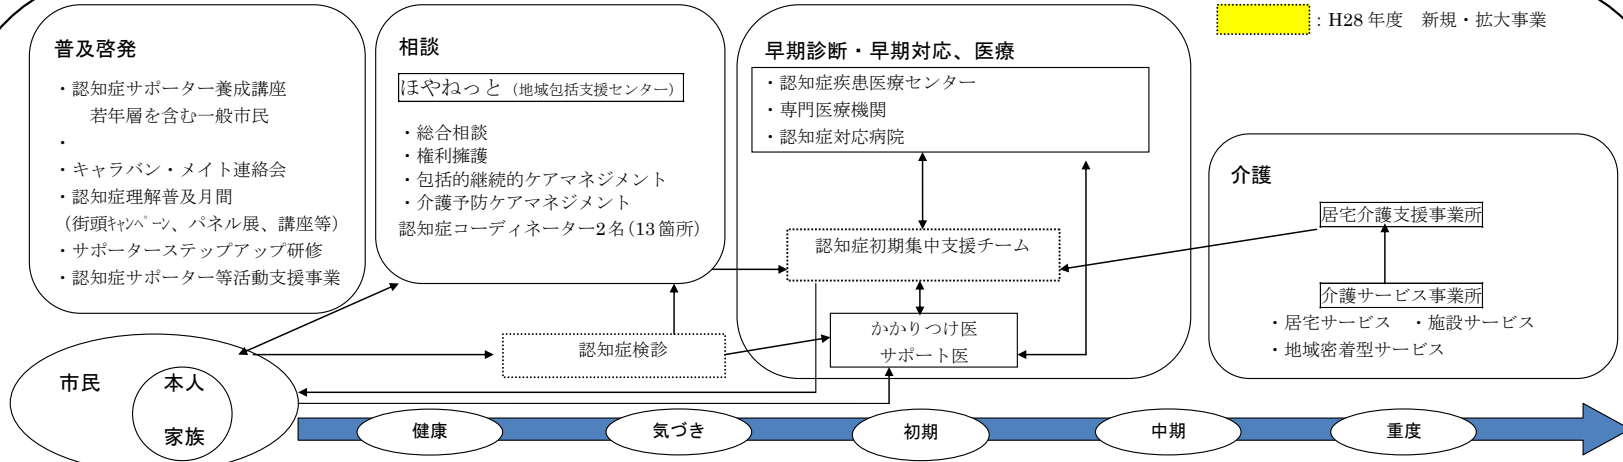 ：H28年度　新規・拡大事業
普及啓発
・認知症サポーター養成講座
若年層を含む一般市民
・
・キャラバン・メイト連絡会
・認知症理解普及月間
（街頭ｷｬﾝﾍﾟｰﾝ、パネル展、講座等）
・サポーターステップアップ研修
・認知症サポーター等活動支援事業
相談
ほやねっと（地域包括支援センター）
・総合相談
・権利擁護
・包括的継続的ケアマネジメント
・介護予防ケアマネジメント
認知症コーディネーター2名（13箇所）
早期診断・早期対応、医療
・認知症疾患医療センター
・専門医療機関
・認知症対応病院
認知症初期集中支援チーム
かかりつけ医
サポート医
認知症検診
介護
居宅介護支援事業所
介護サービス事業所
・居宅サービス　・施設サービス
・地域密着型サービス
市民
本人
家族
健康
気づき
初期
中期
重度